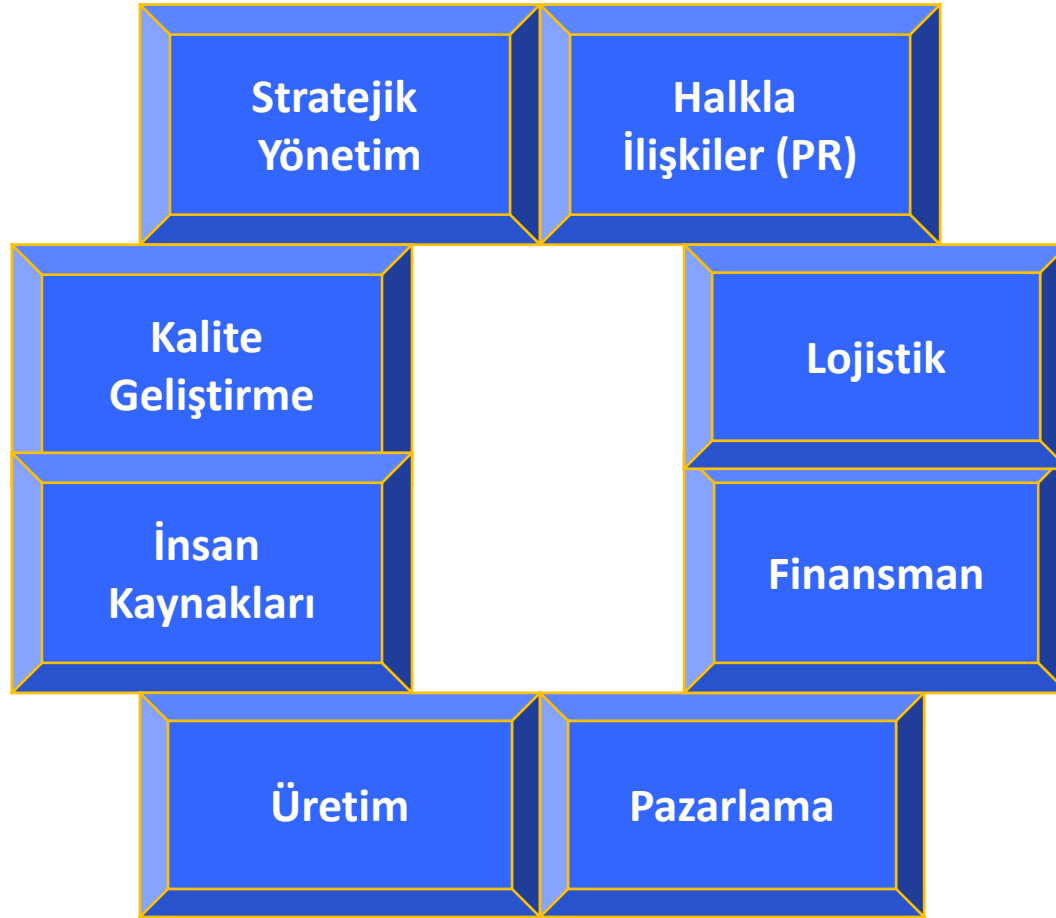 Stratejik
Yönetim
Halkla
İlişkiler (PR)
Kalite
Geliştirme
Lojistik
İnsan
Kaynakları
Finansman
Üretim
Pazarlama